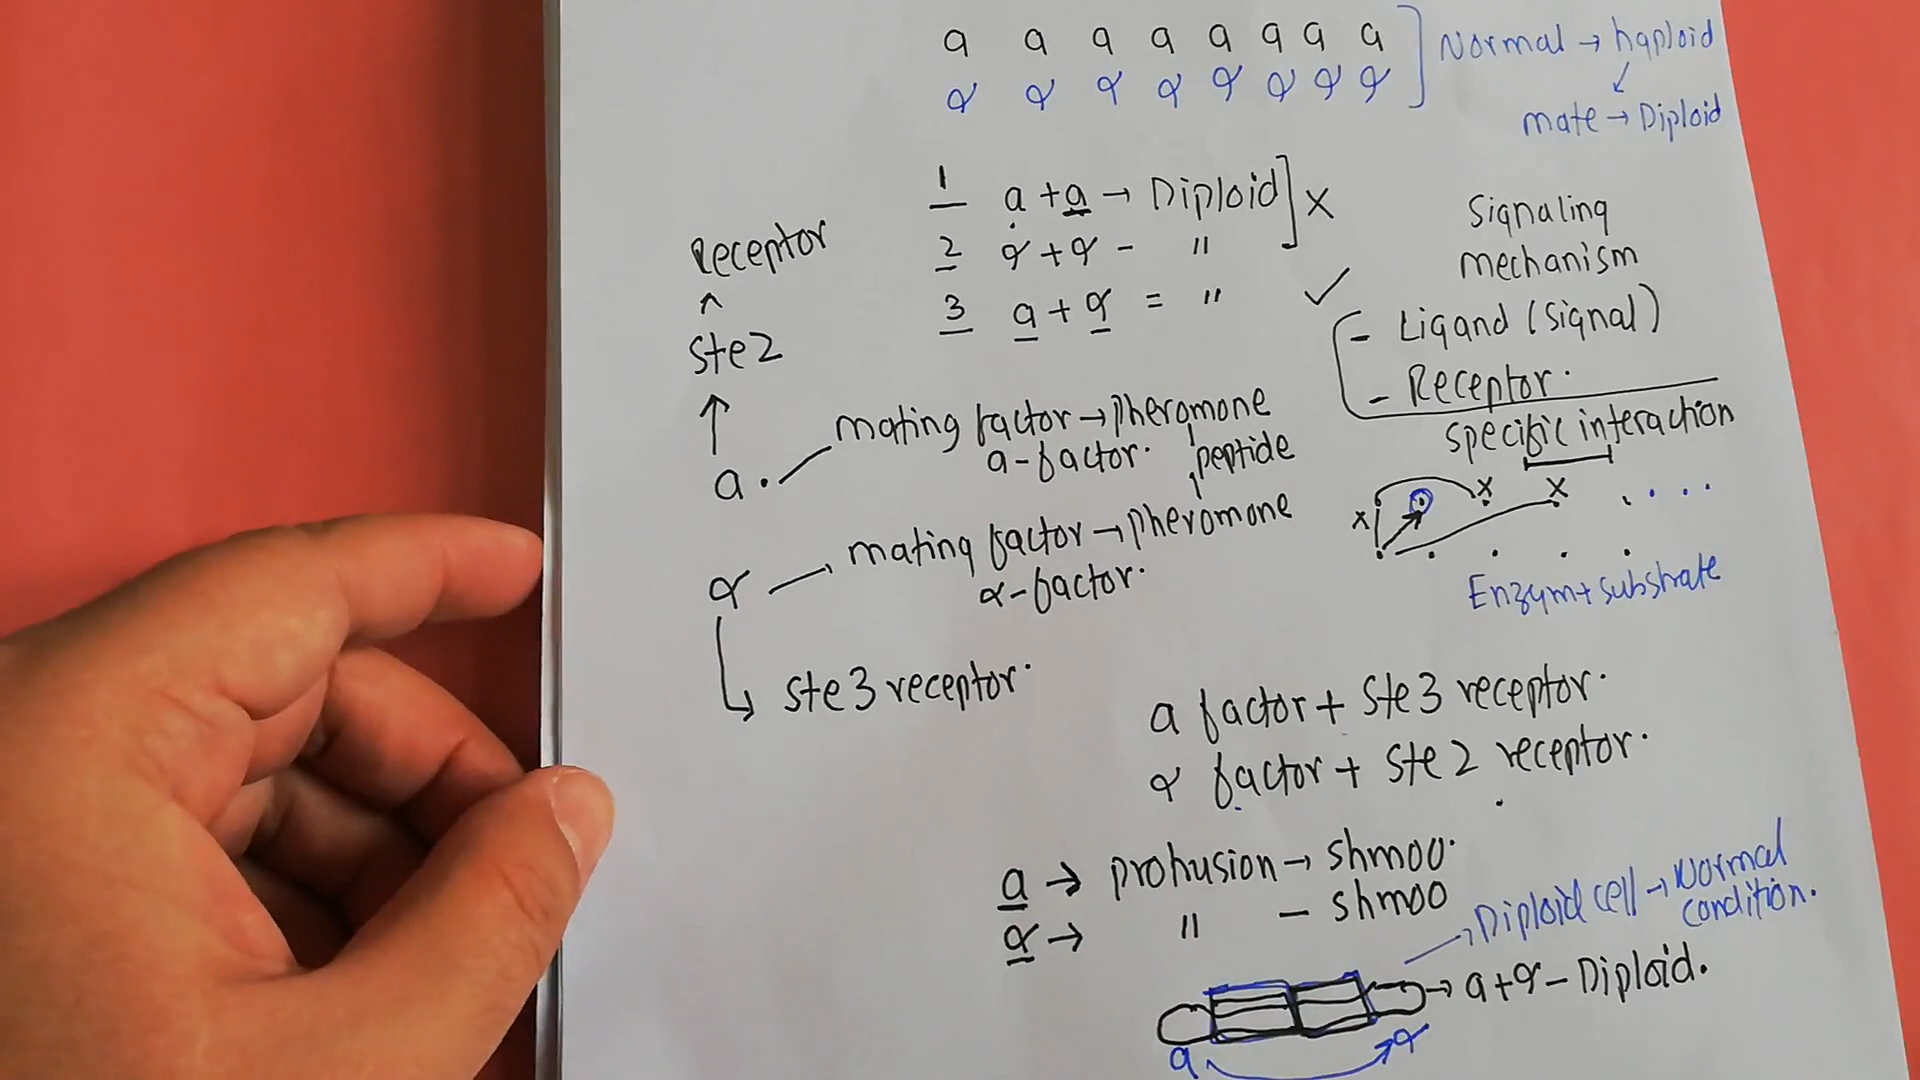 a a a a a a a a ] Normal → haploid
α α α α α α α α
mate → Diploid
1 a + a → Diploid ] X
2 α + α - "
3 a + α = " ✓
Signaling
mechanism
- Ligand (Signal)
- Receptor.
Specific interaction
x x x
Enzym + substrate
Receptor
^
Ste2
↑
a . mating factor → pheromone
a-factor. peptide
α → mating factor → pheromone
α-factor.
↳ Ste3 receptor.
a factor + Ste3 receptor.
α factor + Ste2 receptor.
a → prohusion → shmoo.
α → " - shmoo
→ Diploid cell → Normal
condition.
→ a+α - Diploid.
a α